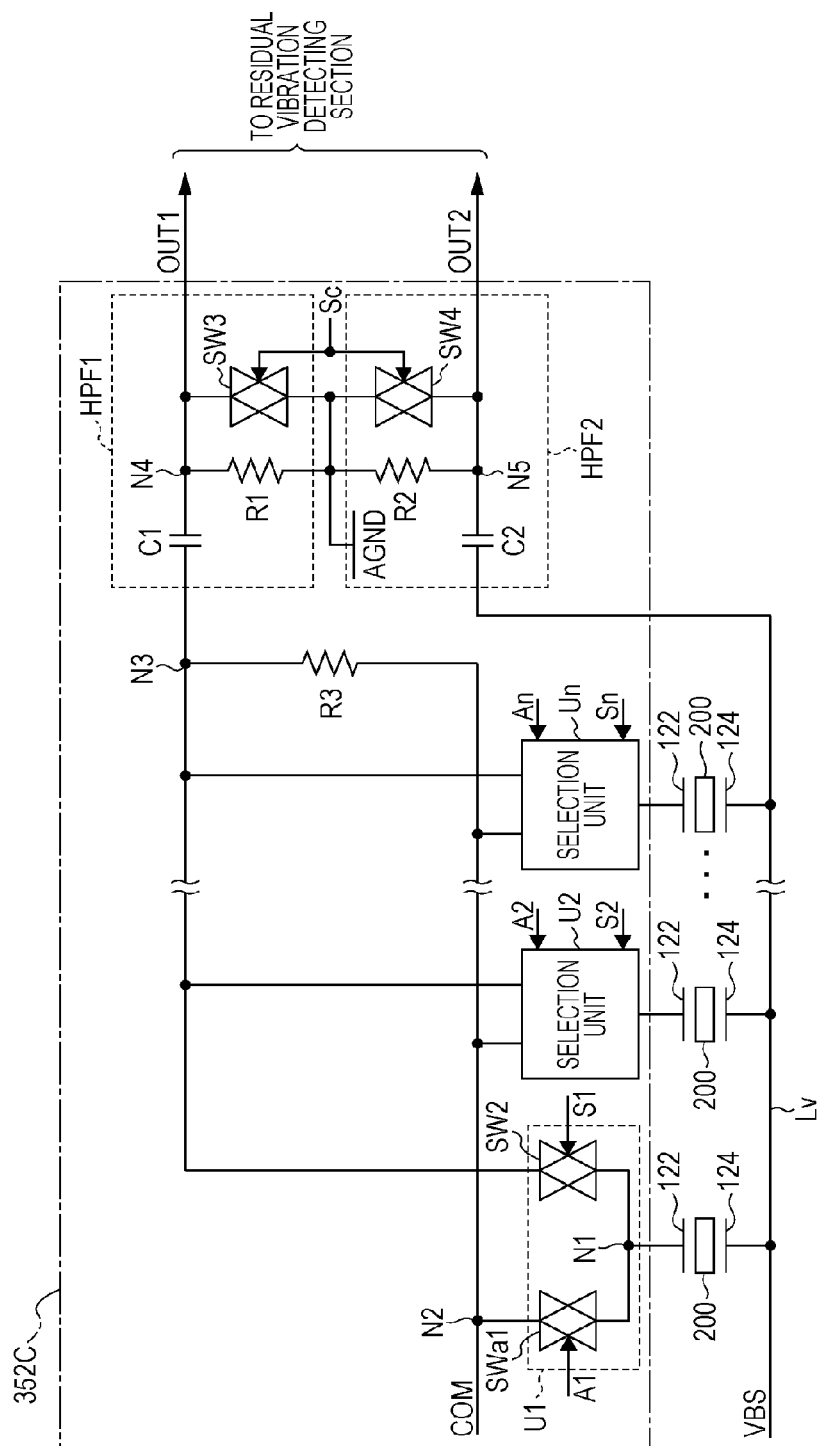 352C
HPF1
TO RESIDUAL
VIBRATION
DETECTING
SECTION
OUT1
N3
C1
N4
SW3
R1
Sc
R3
AGND
R2
SW4
COM
N2
C2
N5
OUT2
HPF2
SWa1
SW2
A1
S1
U1
N1
A2
U2
SELECTION
UNIT
S2
An
Un
SELECTION
UNIT
Sn
122
200
124
122
200
124
...
122
200
124
VBS
Lv